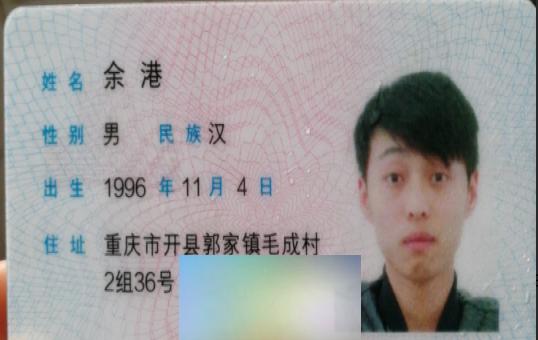 姓名 余港
性别 男 民族 汉
出生 1996 年 11 月 4 日
住址 重庆市开县郭家镇毛成村
2组36号